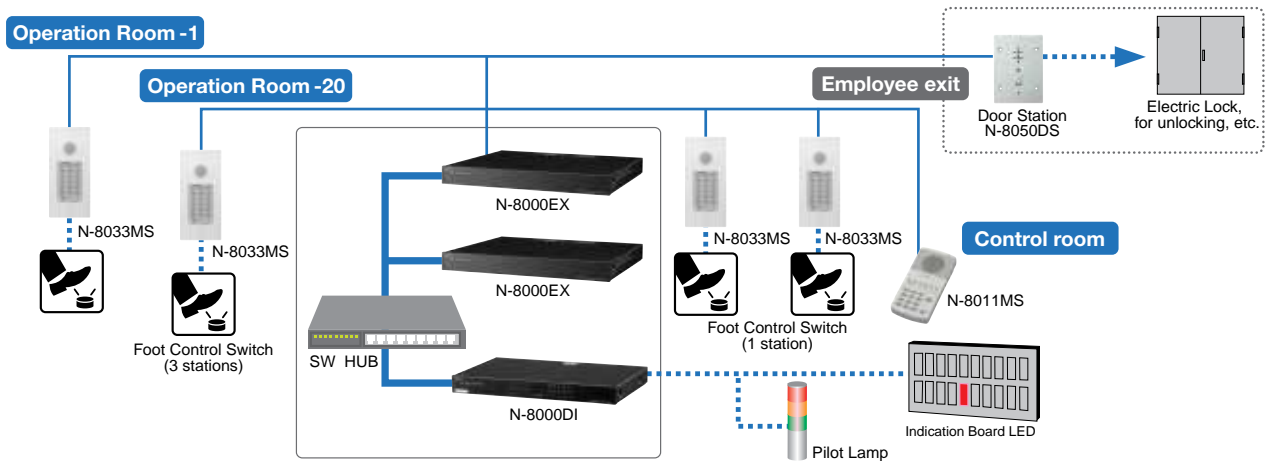 Operation Room -1
Operation Room -20
Employee exit
Door Station
N-8050DS
Electric Lock,
for unlocking, etc.
N-8000EX
N-8033MS
N-8033MS
N-8033MS
N-8033MS
Control room
N-8000EX
N-8011MS
Foot Control Switch
(3 stations)
SW HUB
Foot Control Switch
(1 station)
N-8000DI
Pilot Lamp
Indication Board LED